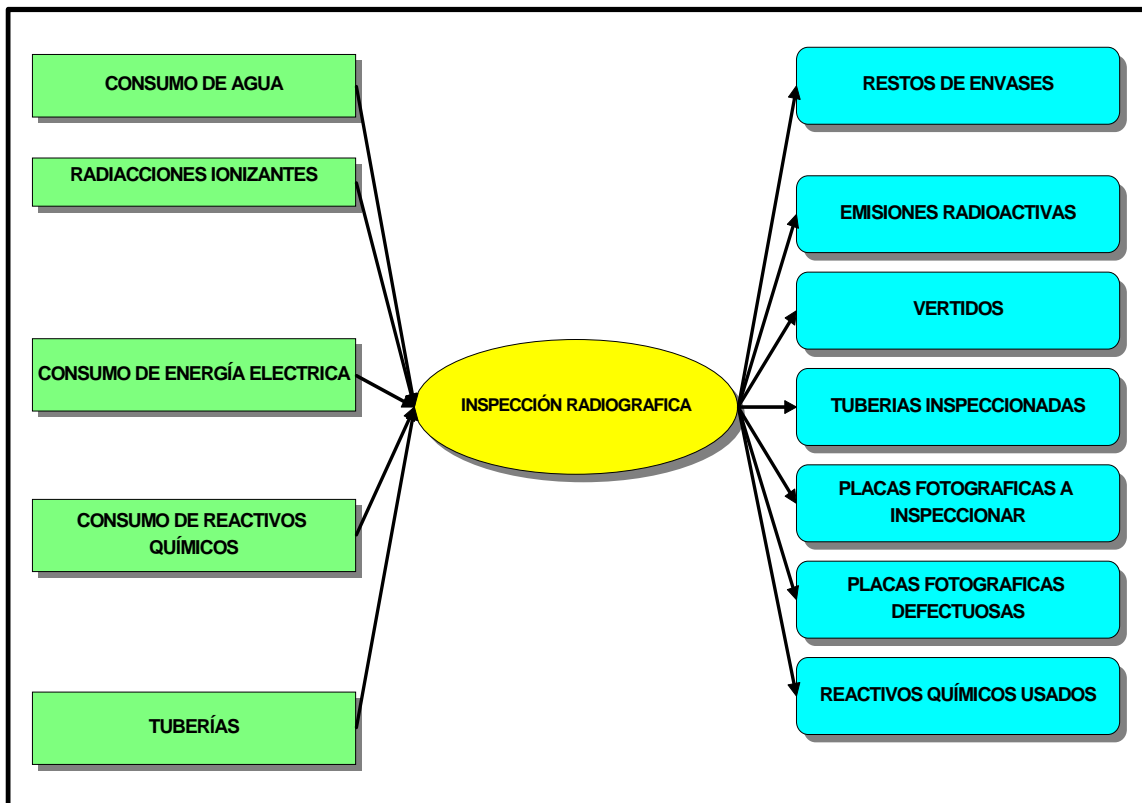 CONSUMO DE AGUA
RADIACCIONES IONIZANTES
CONSUMO DE ENERGÍA ELECTRICA
CONSUMO DE REACTIVOS
QUÍMICOS
TUBERÍAS
INSPECCIÓN RADIOGRAFICA
RESTOS DE ENVASES
EMISIONES RADIOACTIVAS
VERTIDOS
TUBERIAS INSPECCIONADAS
PLACAS FOTOGRAFICAS A
INSPECCIONAR
PLACAS FOTOGRAFICAS
DEFECTUOSAS
REACTIVOS QUÍMICOS USADOS